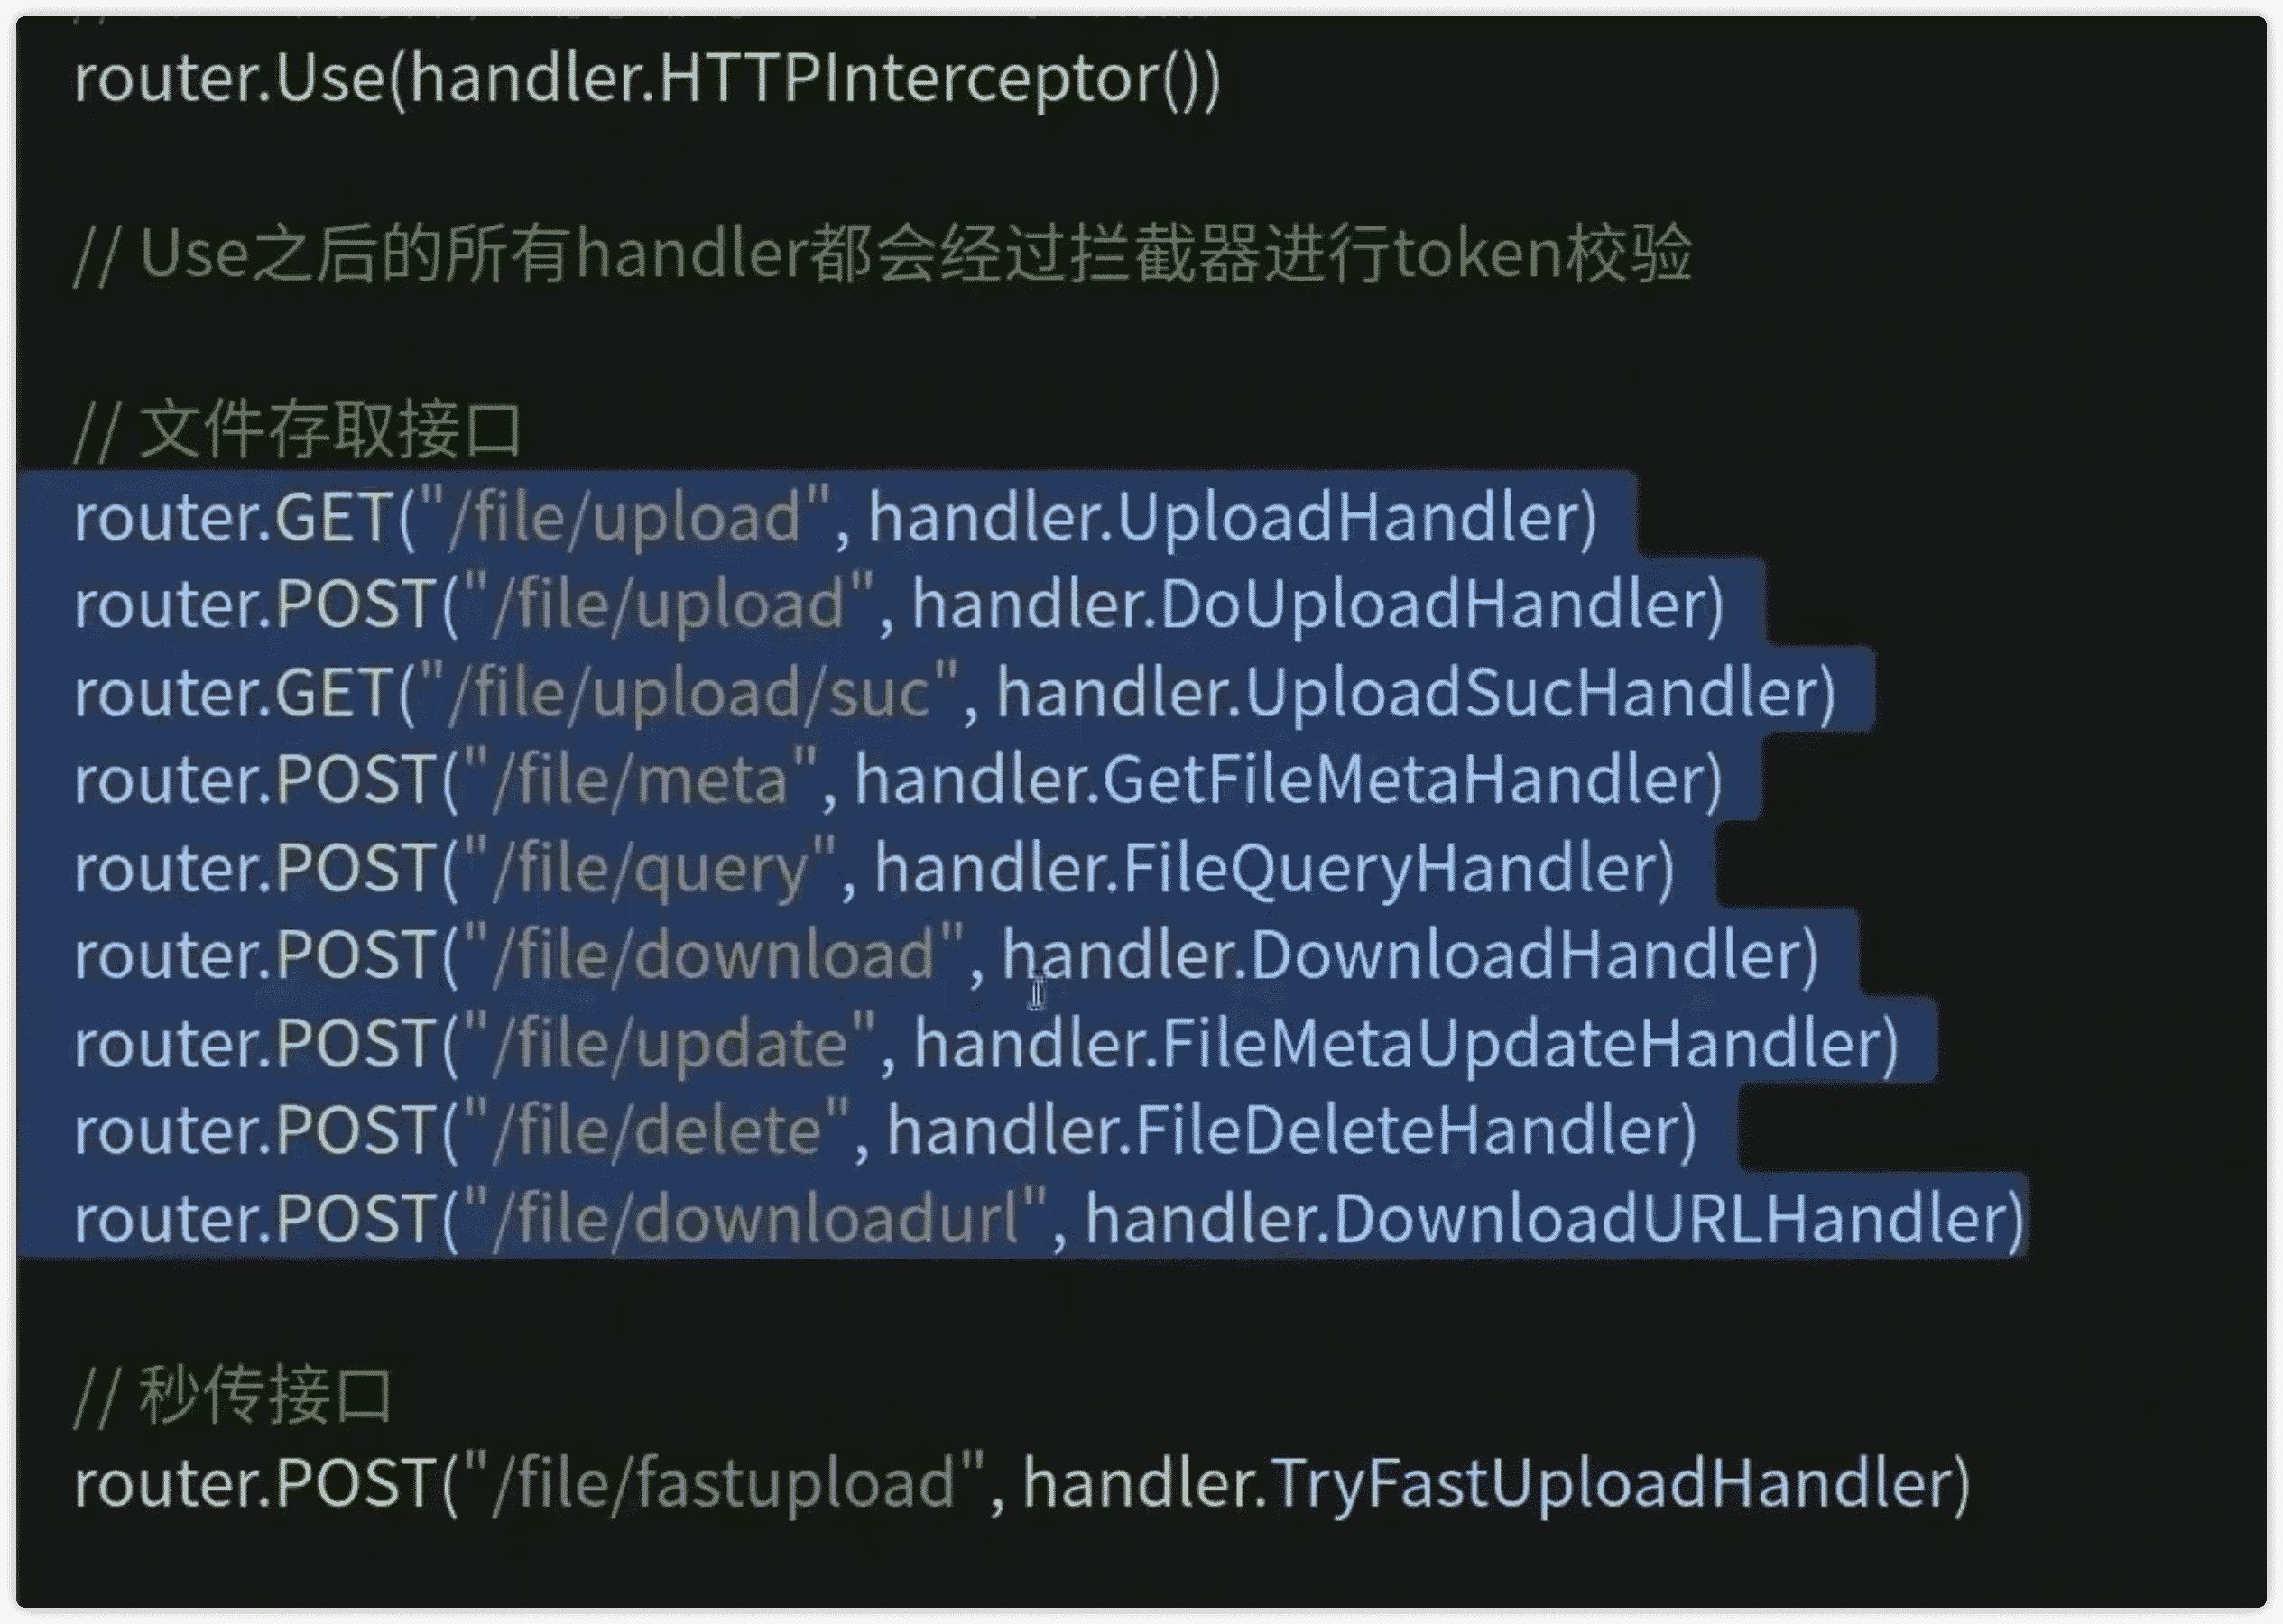 router.Use(handler.HTTPInterceptor())
// Use之后的所有handler都会经过拦截器进行token校验
// 文件存取接口
router.GET("/file/upload", handler.UploadHandler)
router.POST("/file/upload", handler.DoUploadHandler)
router.GET("/file/upload/suc", handler.UploadSucHandler)
router.POST("/file/meta", handler.GetFileMetaHandler)
router.POST("/file/query", handler.FileQueryHandler)
router.POST("/file/download", handler.DownloadHandler)
router.POST("/file/update", handler.FileMetaUpdateHandler)
router.POST("/file/delete", handler.FileDeleteHandler)
router.POST("/file/downloadurl", handler.DownloadURLHandler)
// 秒传接口
router.POST("/file/fastupload", handler.TryFastUploadHandler)